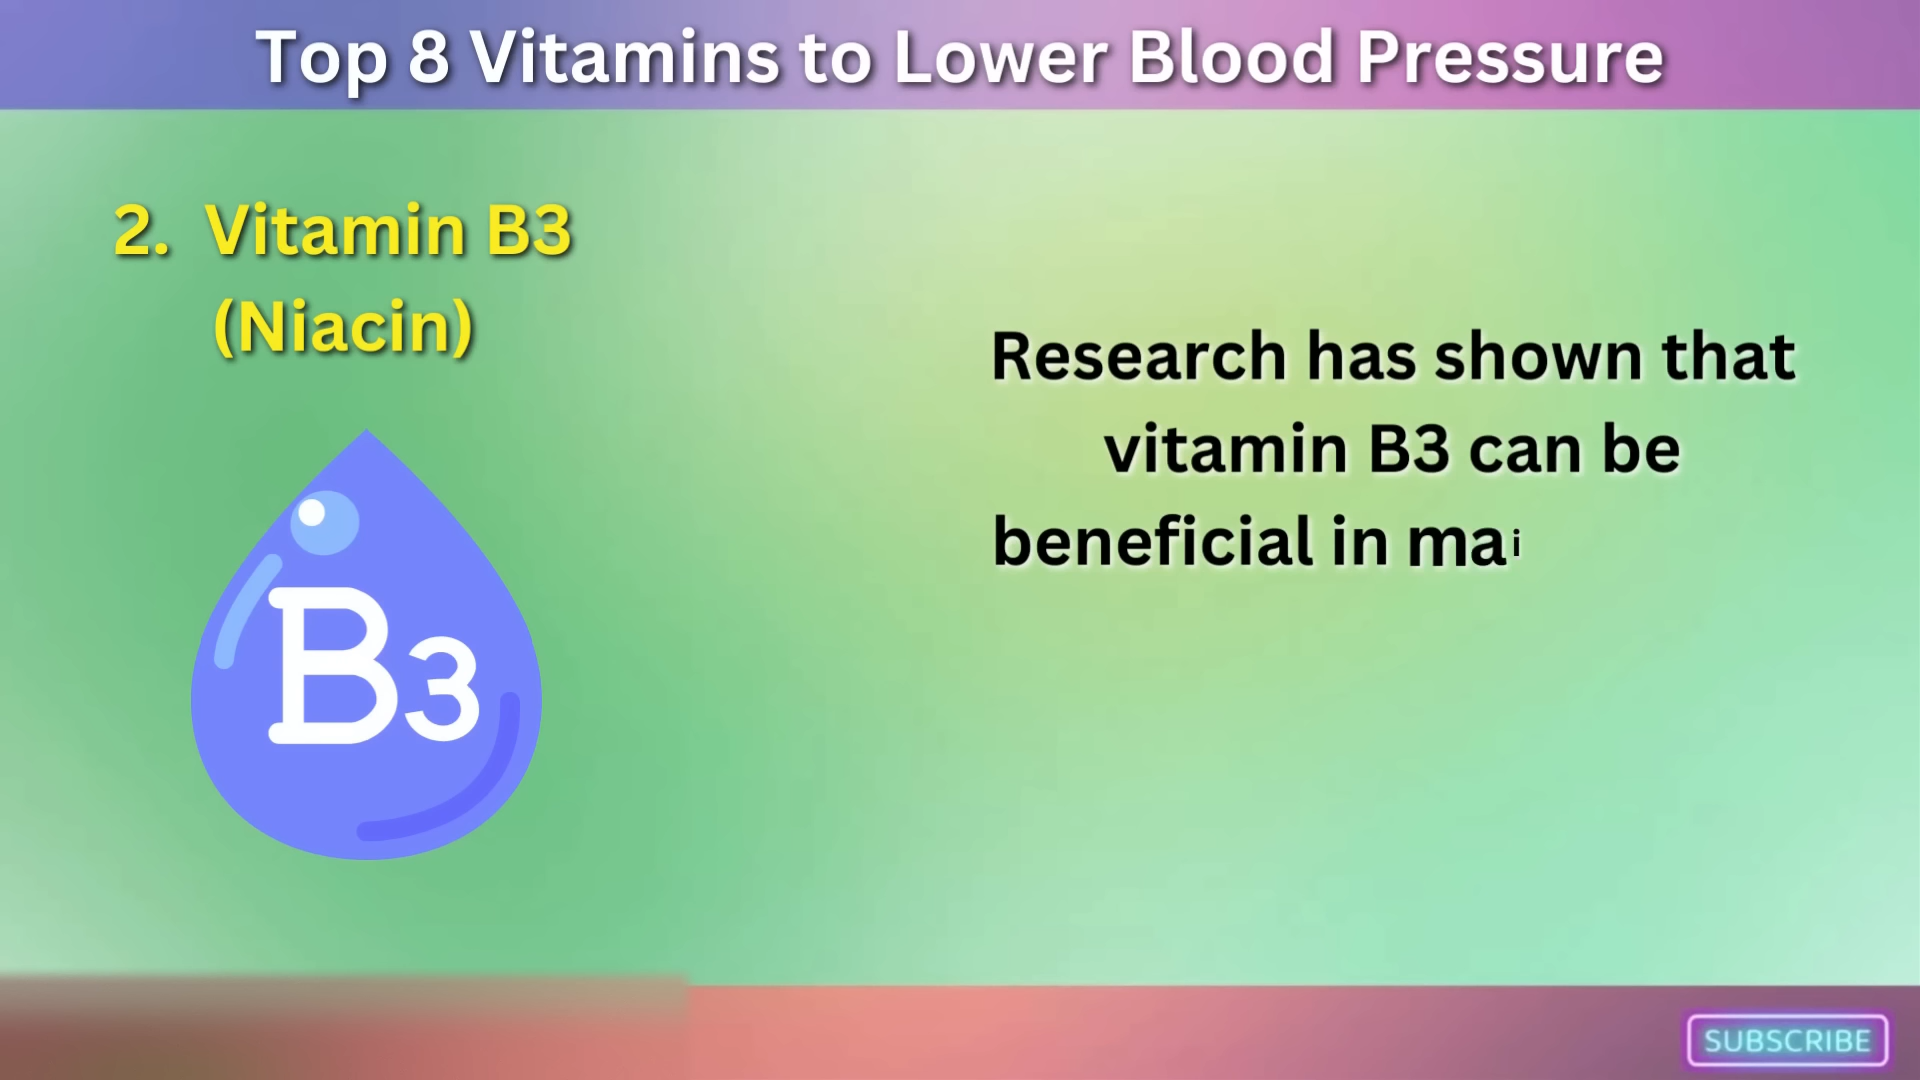 Top 8 Vitamins to Lower Blood Pressure
2. Vitamin B3
(Niacin)
B3
Research has shown that
vitamin B3 can be
beneficial in mai
SUBSCRIBE